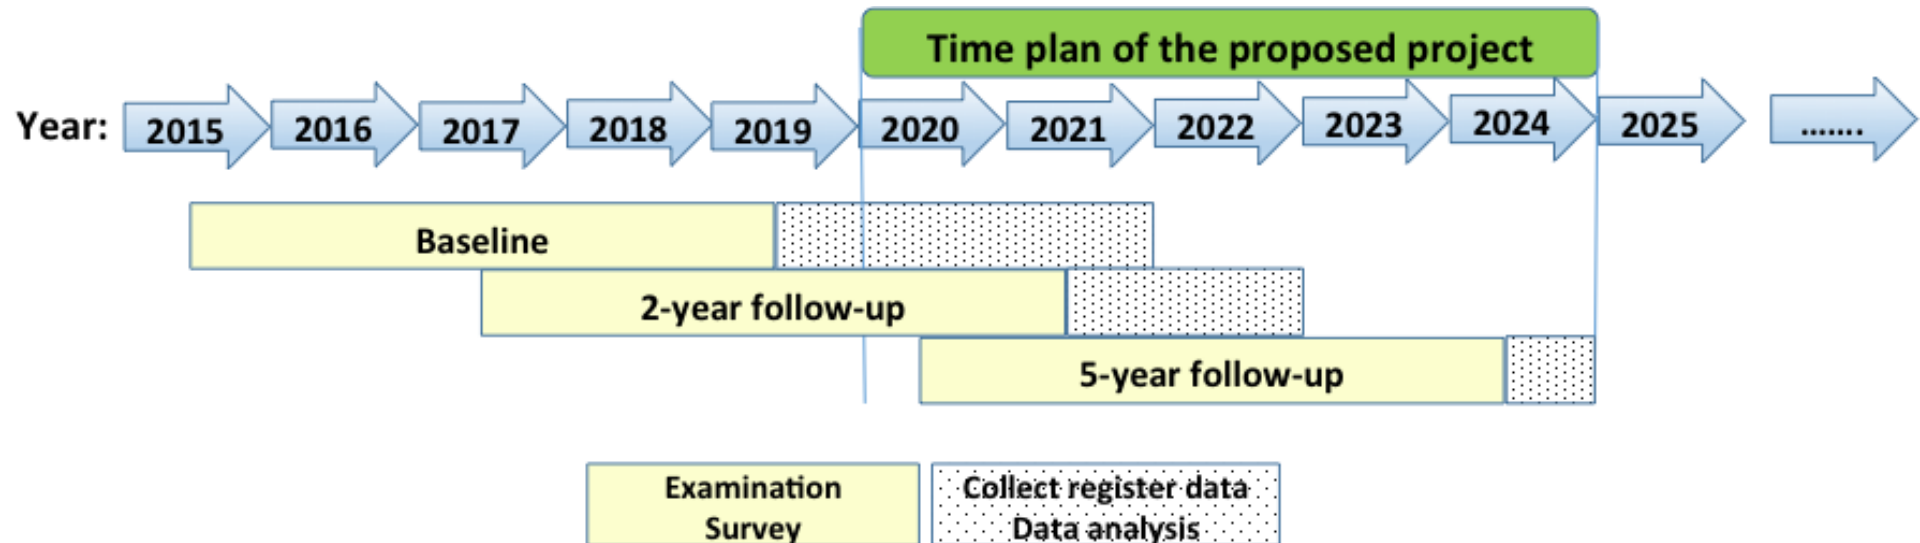 Time plan of the proposed project
Year: 2015 2016 2017 2018 2019 2020 2021 2022 2023 2024 2025 .......
Baseline
2-year follow-up
5-year follow-up
Examination
Survey
Collect register data
Data analysis